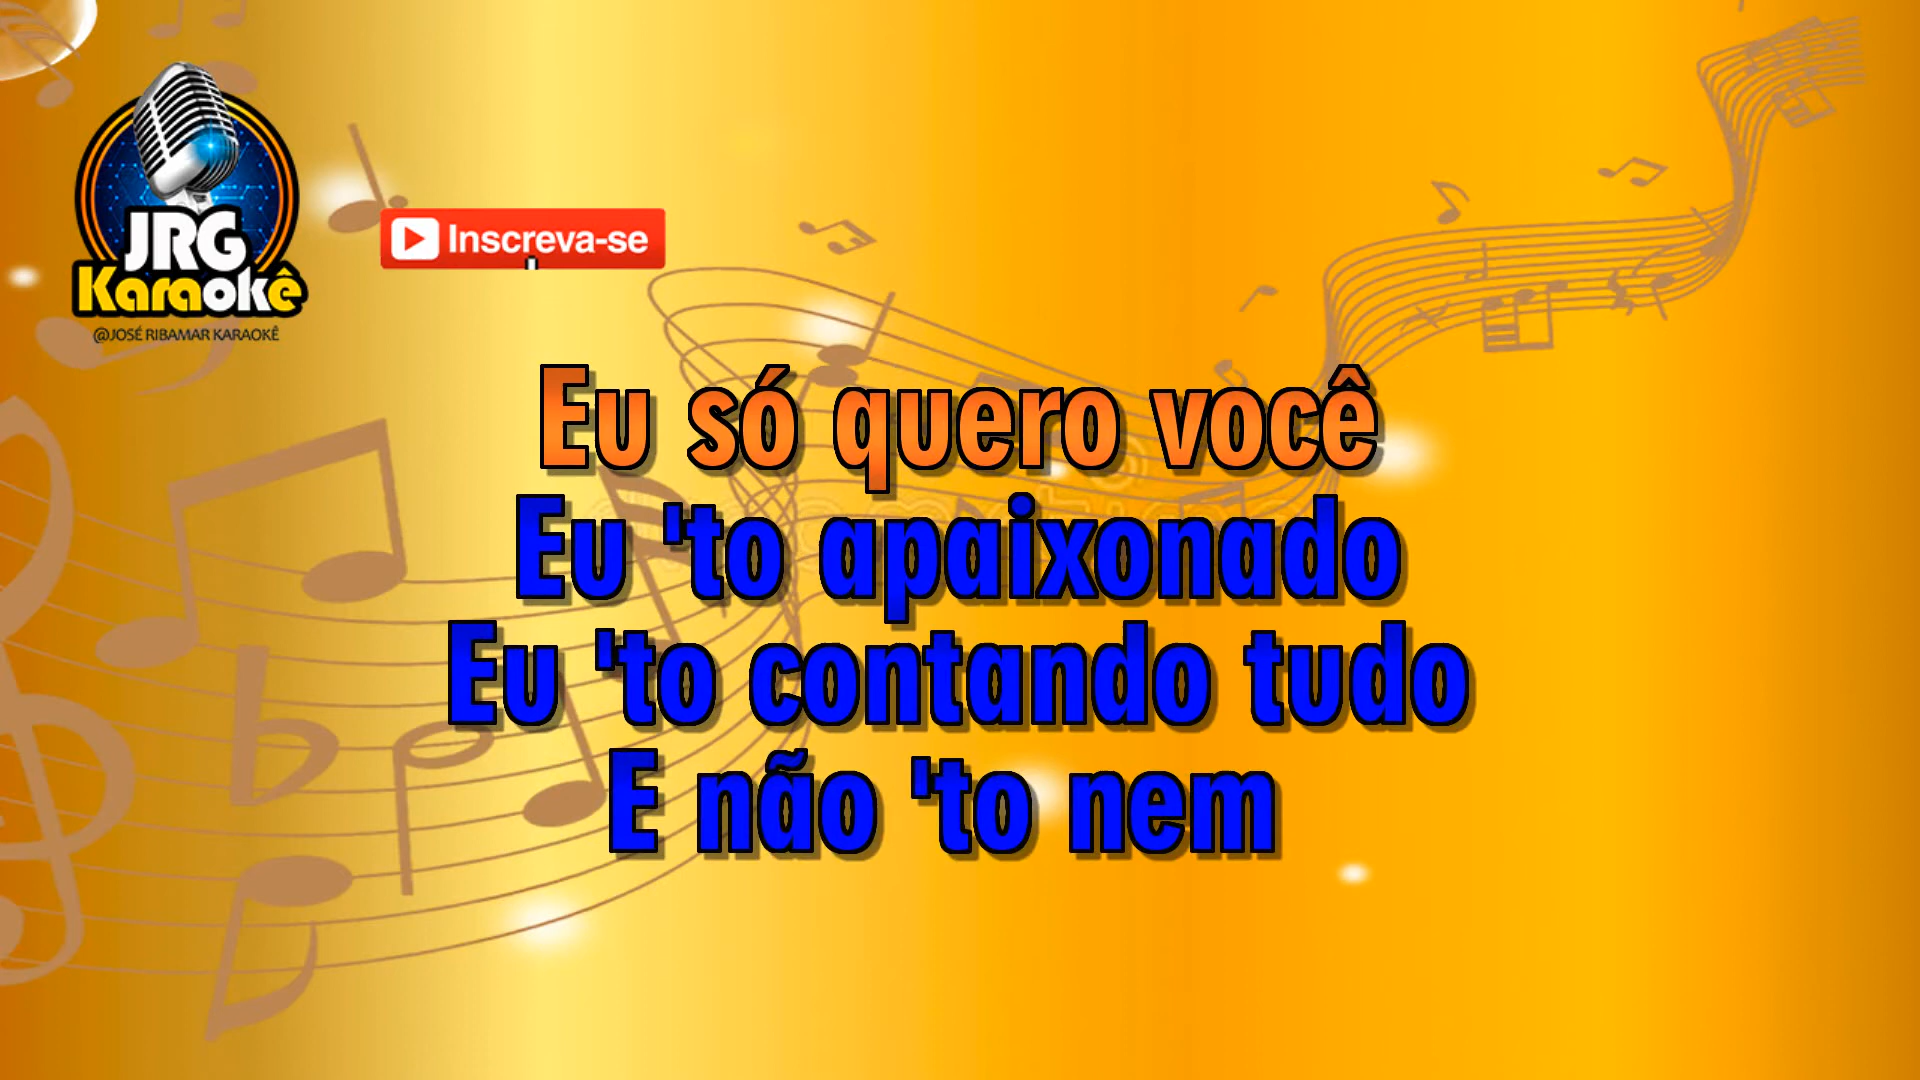 JRG
Karaokê
@JOSÉ RIBAMAR KARAOKÊ
Inscreva-se
Eu só quero você
Eu 'to apaixonado
Eu 'to contando tudo
E não 'to nem